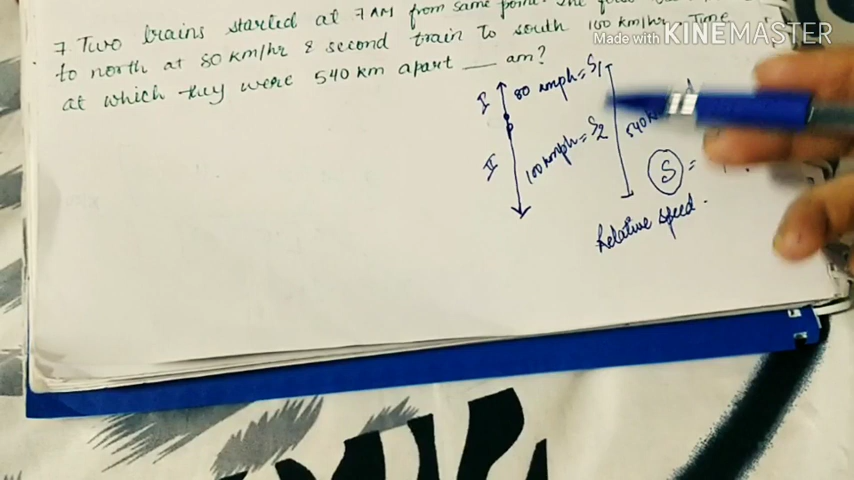 7. Two trains started at 7 AM from same point. The
to north at 80 km/hr & second train to south 100 km/hr. Time
at which they were 540 km apart __ am?
I 80 kmph = S1
II 100 kmph = S2
540 k
S =
Relative speed.
Made with KINEMASTER